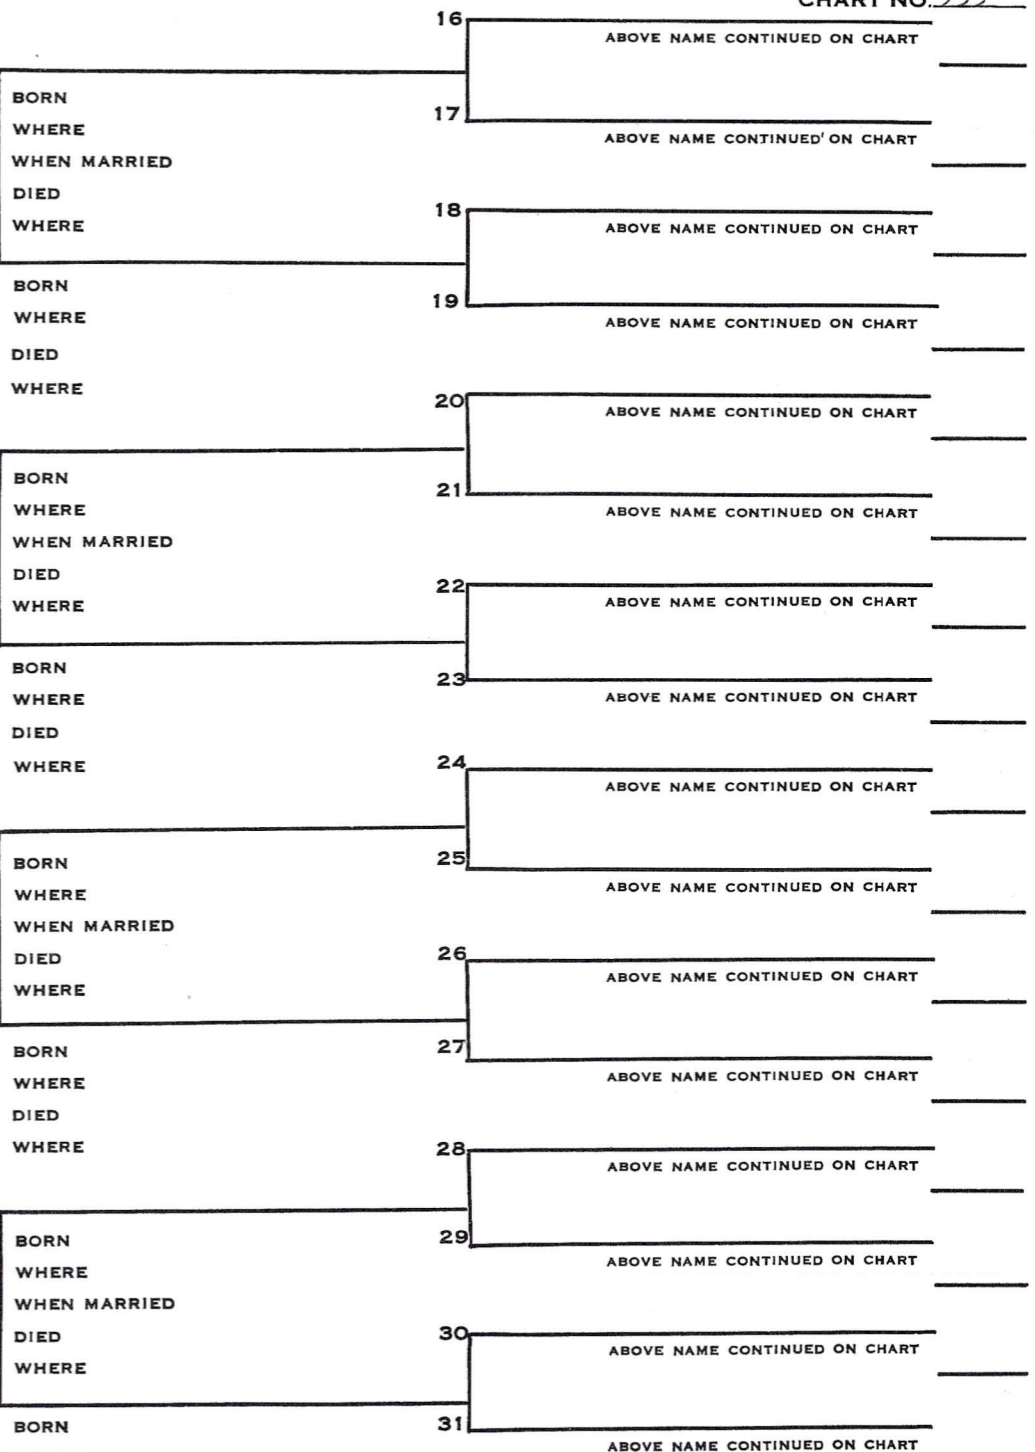 CHART NO.
16
ABOVE NAME CONTINUED ON CHART
BORN
WHERE
WHEN MARRIED
DIED
WHERE
17
ABOVE NAME CONTINUED' ON CHART
18
ABOVE NAME CONTINUED ON CHART
BORN
WHERE
DIED
WHERE
19
ABOVE NAME CONTINUED ON CHART
20
ABOVE NAME CONTINUED ON CHART
BORN
WHERE
WHEN MARRIED
DIED
WHERE
21
ABOVE NAME CONTINUED ON CHART
22
ABOVE NAME CONTINUED ON CHART
BORN
WHERE
DIED
WHERE
23
ABOVE NAME CONTINUED ON CHART
24
ABOVE NAME CONTINUED ON CHART
BORN
WHERE
WHEN MARRIED
DIED
WHERE
25
ABOVE NAME CONTINUED ON CHART
26
ABOVE NAME CONTINUED ON CHART
BORN
WHERE
DIED
WHERE
27
ABOVE NAME CONTINUED ON CHART
28
ABOVE NAME CONTINUED ON CHART
BORN
WHERE
WHEN MARRIED
DIED
WHERE
29
ABOVE NAME CONTINUED ON CHART
30
ABOVE NAME CONTINUED ON CHART
BORN
31
ABOVE NAME CONTINUED ON CHART